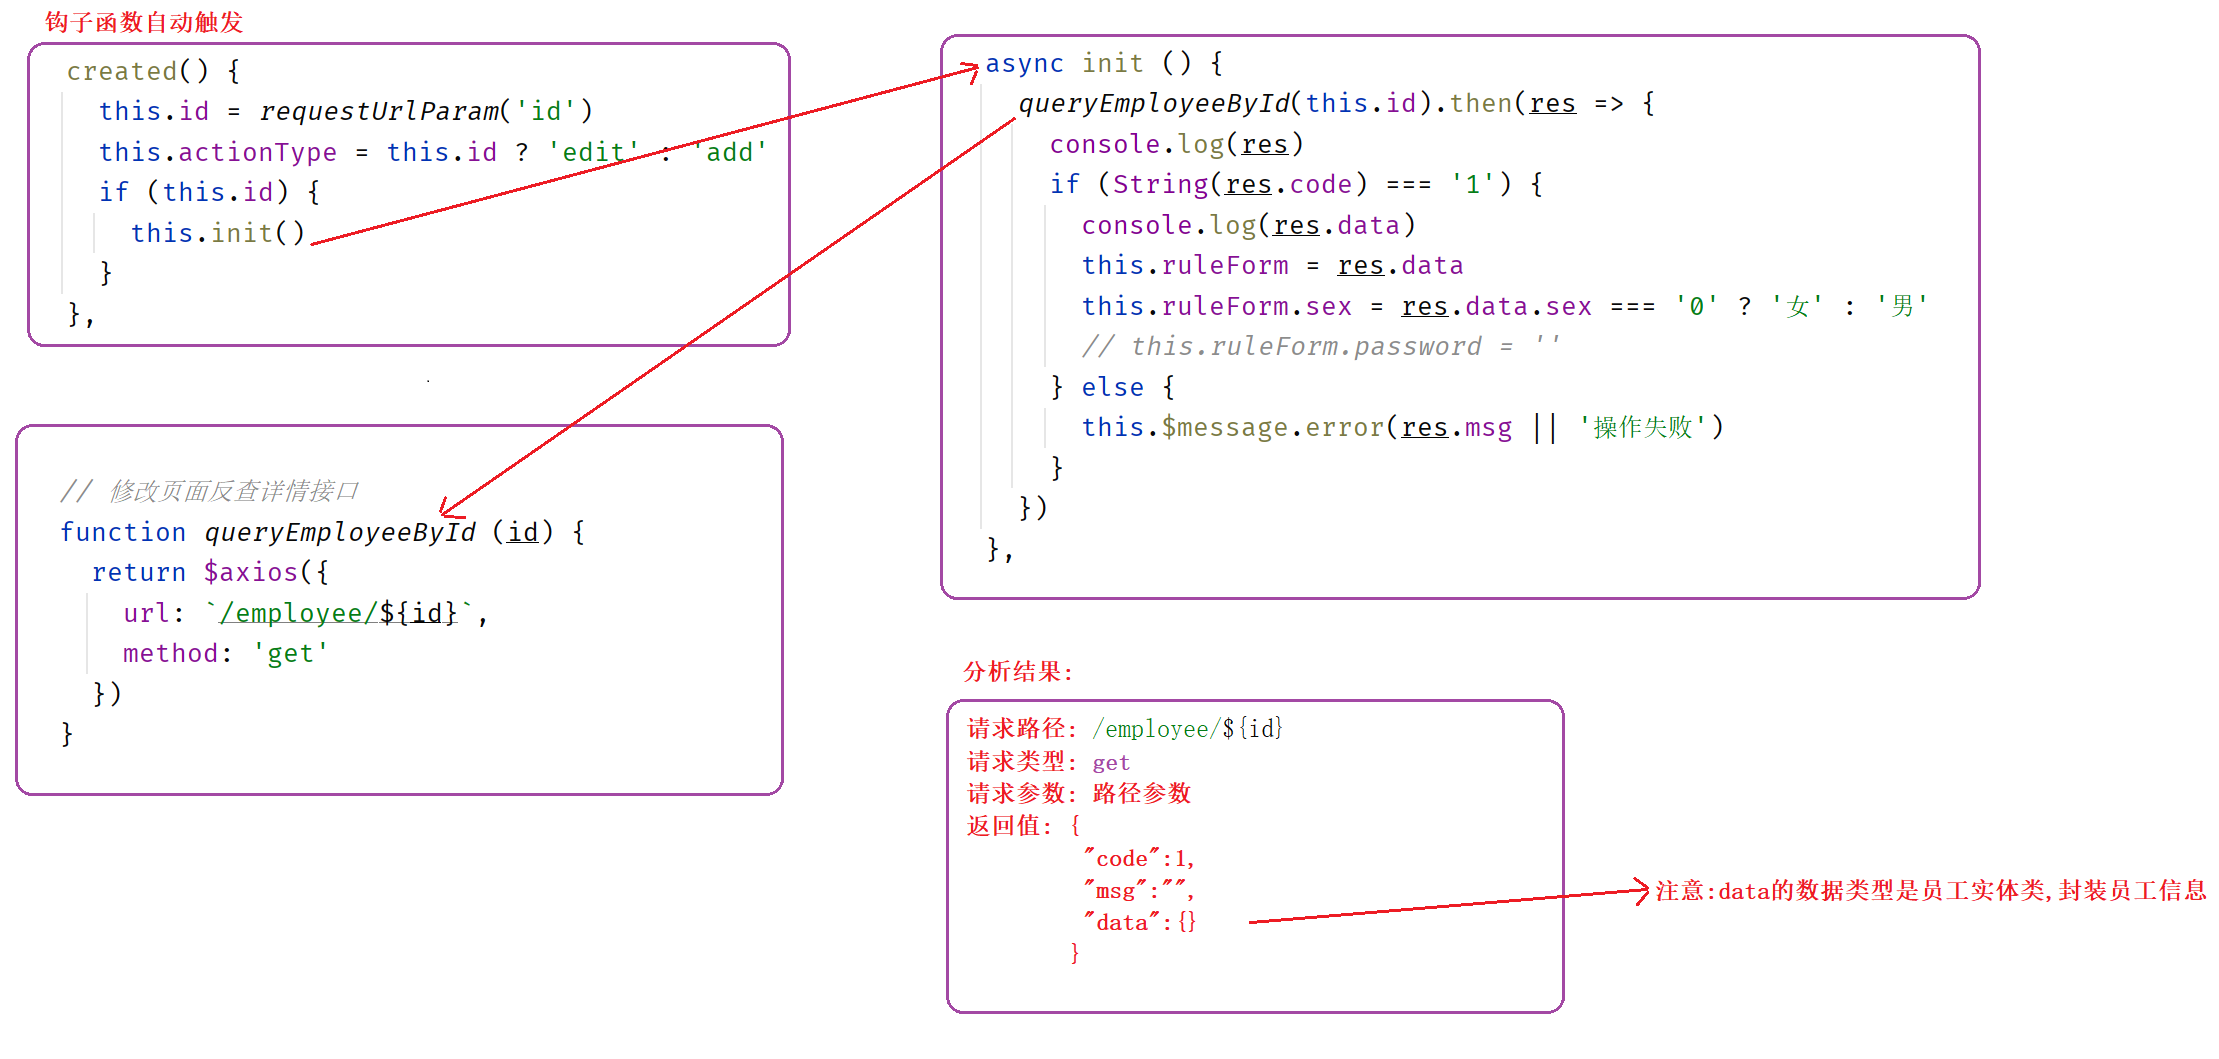 钩子函数自动触发
created() {
  this.id = requestUrlParam('id')
  this.actionType = this.id ? 'edit' : 'add'
  if (this.id) {
    this.init()
  }
},
async init () {
  queryEmployeeById(this.id).then(res => {
    console.log(res)
    if (String(res.code) === '1') {
      console.log(res.data)
      this.ruleForm = res.data
      this.ruleForm.sex = res.data.sex === '0' ? '女' : '男'
      // this.ruleForm.password = ''
    } else {
      this.$message.error(res.msg || '操作失败')
    }
  })
},
// 修改页面反查详情接口
function queryEmployeeById (id) {
  return $axios({
    url: `/employee/${id}`,
    method: 'get'
  })
}
分析结果:
请求路径: /employee/${id}
请求类型: get
请求参数: 路径参数
返回值: {
"code":1,
"msg":"",
"data":{}
}
注意:data的数据类型是员工实体类,封装员工信息